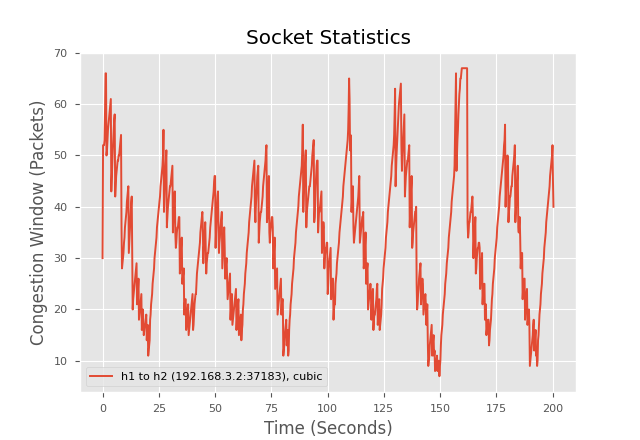 Socket Statistics
70
60
50
40
30
20
10
Congestion Window (Packets)
h1 to h2 (192.168.3.2:37183), cubic
0 25 50 75 100 125 150 175 200
Time (Seconds)